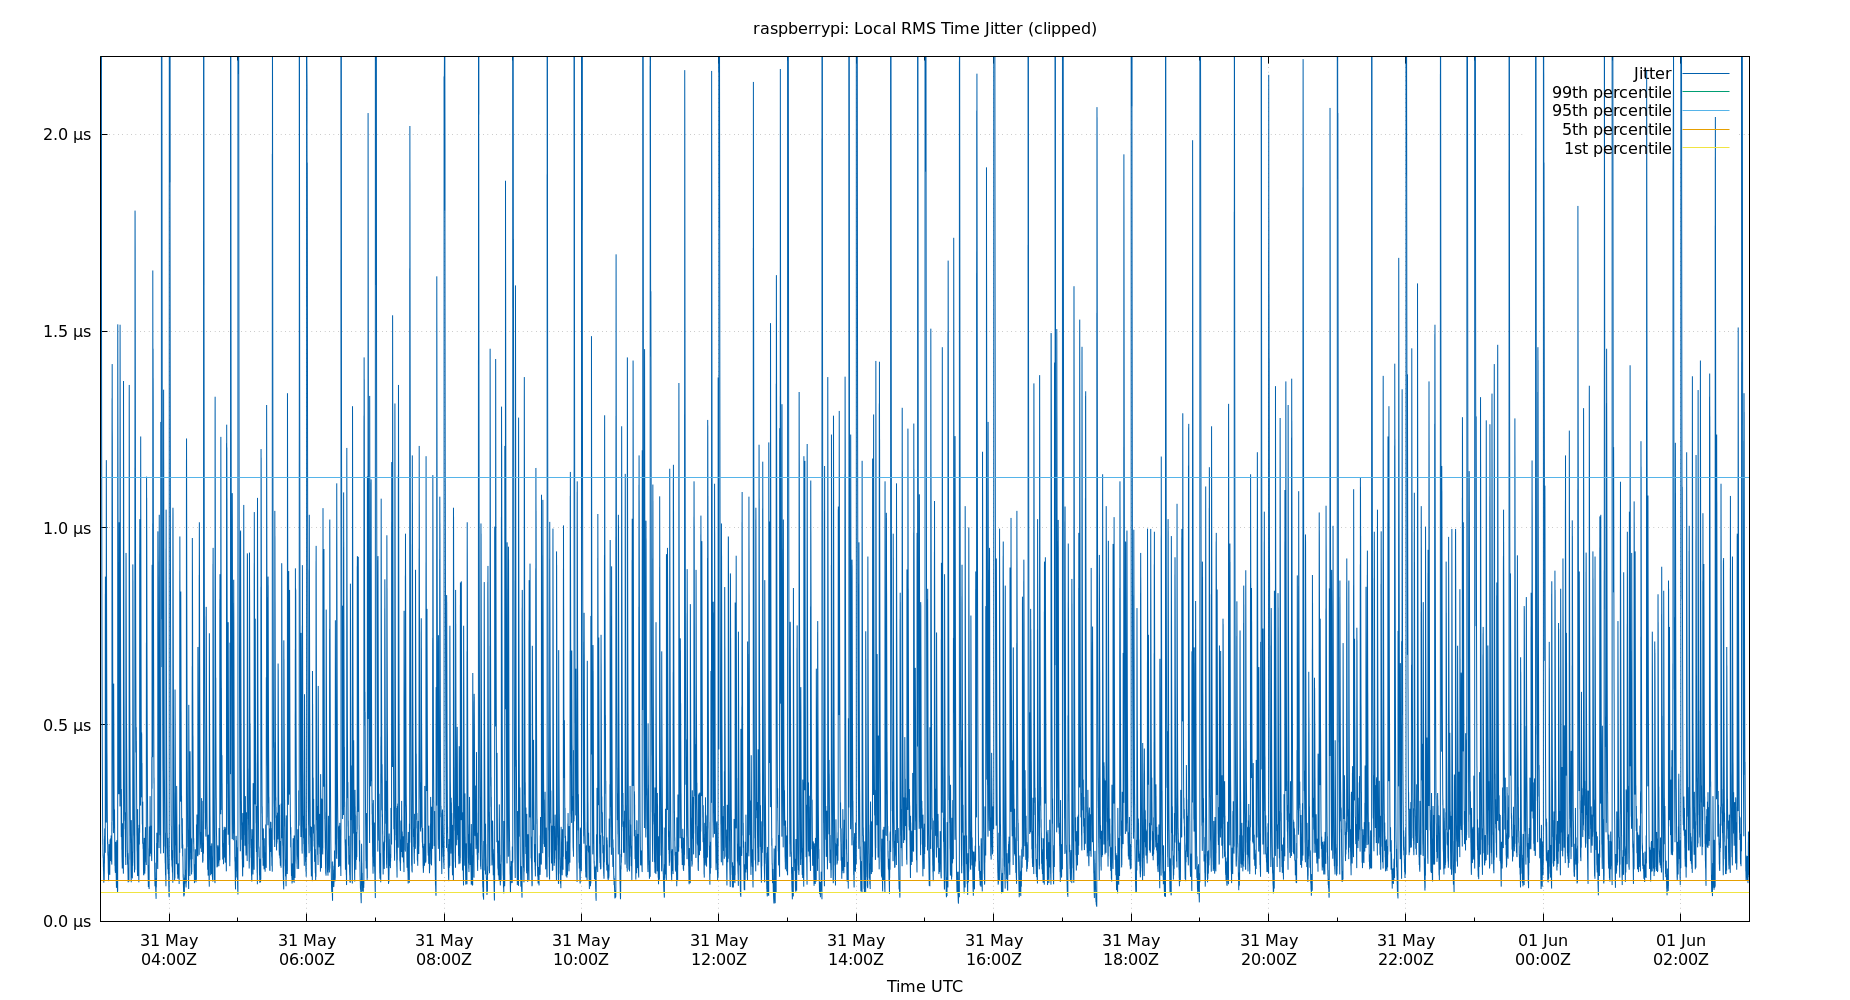 raspberrypi: Local RMS Time Jitter (clipped)
Jitter
99th percentile
95th percentile
5th percentile
1st percentile
2.0 μs
1.5 μs
1.0 μs
0.5 μs
0.0 μs
31 May 31 May 31 May 31 May 31 May 31 May 31 May 31 May 31 May 31 May 01 Jun 01 Jun
04:00Z 06:00Z 08:00Z 10:00Z 12:00Z 14:00Z 16:00Z 18:00Z 20:00Z 22:00Z 00:00Z 02:00Z
Time UTC